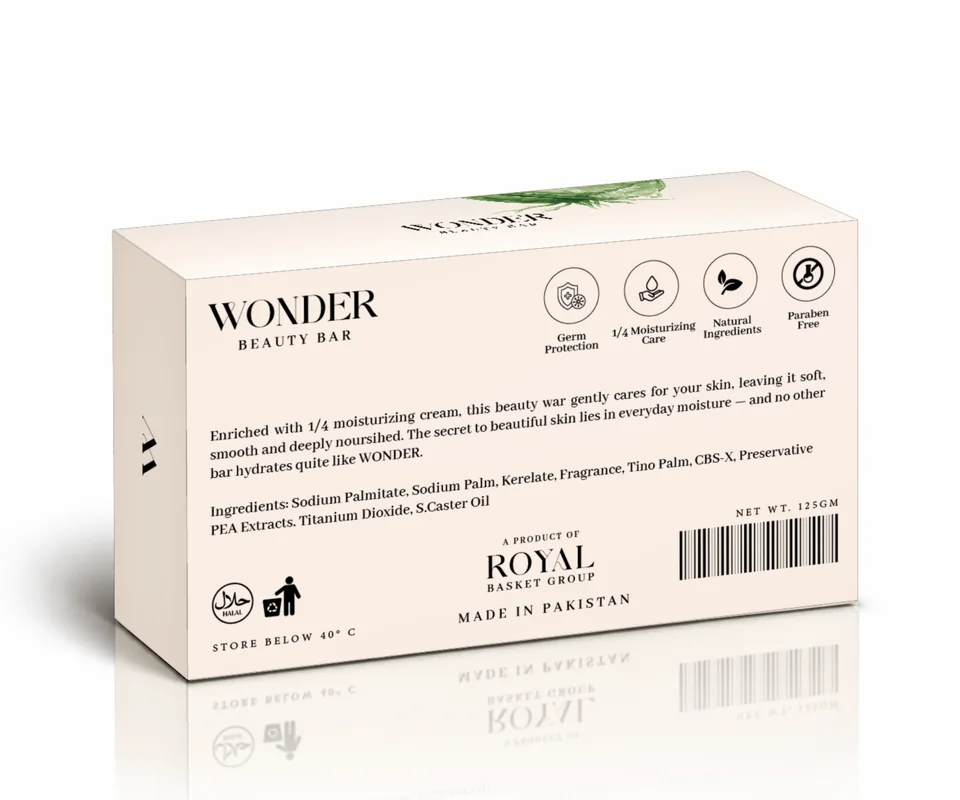 WONDER
BEAUTY BAR
WONDER
BEAUTY BAR
Germ
Protection
1/4 Moisturizing
Care
Natural
Ingredients
Paraben
Free
Enriched with 1/4 moisturizing cream, this beauty war gently cares for your skin, leaving it soft,
smooth and deeply noursihed. The secret to beautiful skin lies in everyday moisture — and no other
bar hydrates quite like WONDER.
Ingredients: Sodium Palmitate, Sodium Palm, Kerelate, Fragrance, Tino Palm, CBS-X, Preservative
PEA Extracts. Titanium Dioxide, S.Caster Oil
NET WT. 125GM
A PRODUCT OF
ROYAL
BASKET GROUP
MADE IN PAKISTAN
حلال
HALAL
STORE BELOW 40° C